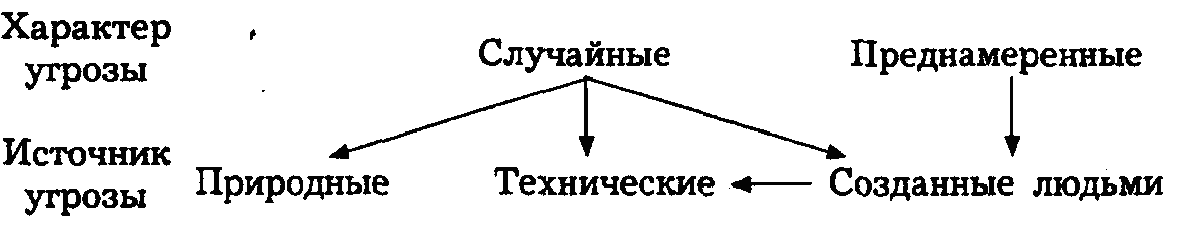 Характер
угрозы
Случайные
Преднамеренные
Источник
угрозы
Природные
Технические
Созданные людьми